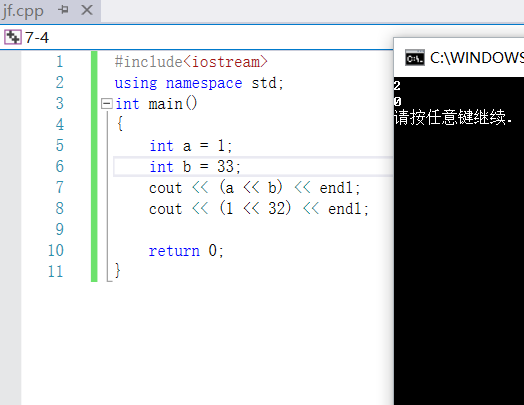 jf.cpp
7-4
1 #include<iostream>
2 using namespace std;
3 int main()
4 {
5 int a = 1;
6 int b = 33;
7 cout << (a << b) << endl;
8 cout << (1 << 32) << endl;
9
10 return 0;
11 }
C:\WINDOWS
2
0
请按任意键继续.